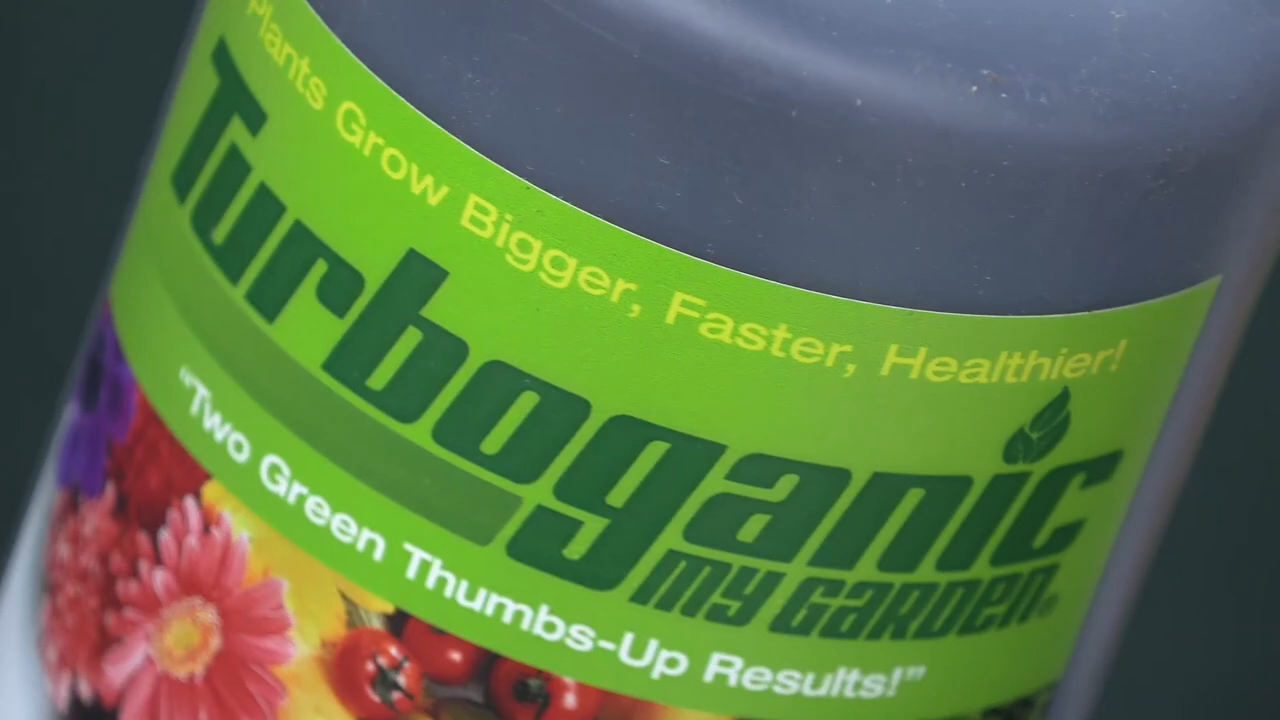 Plants Grow Bigger, Faster, Healthier!
Turboganic
MY GARDEN®
"Two Green Thumbs-Up Results!"